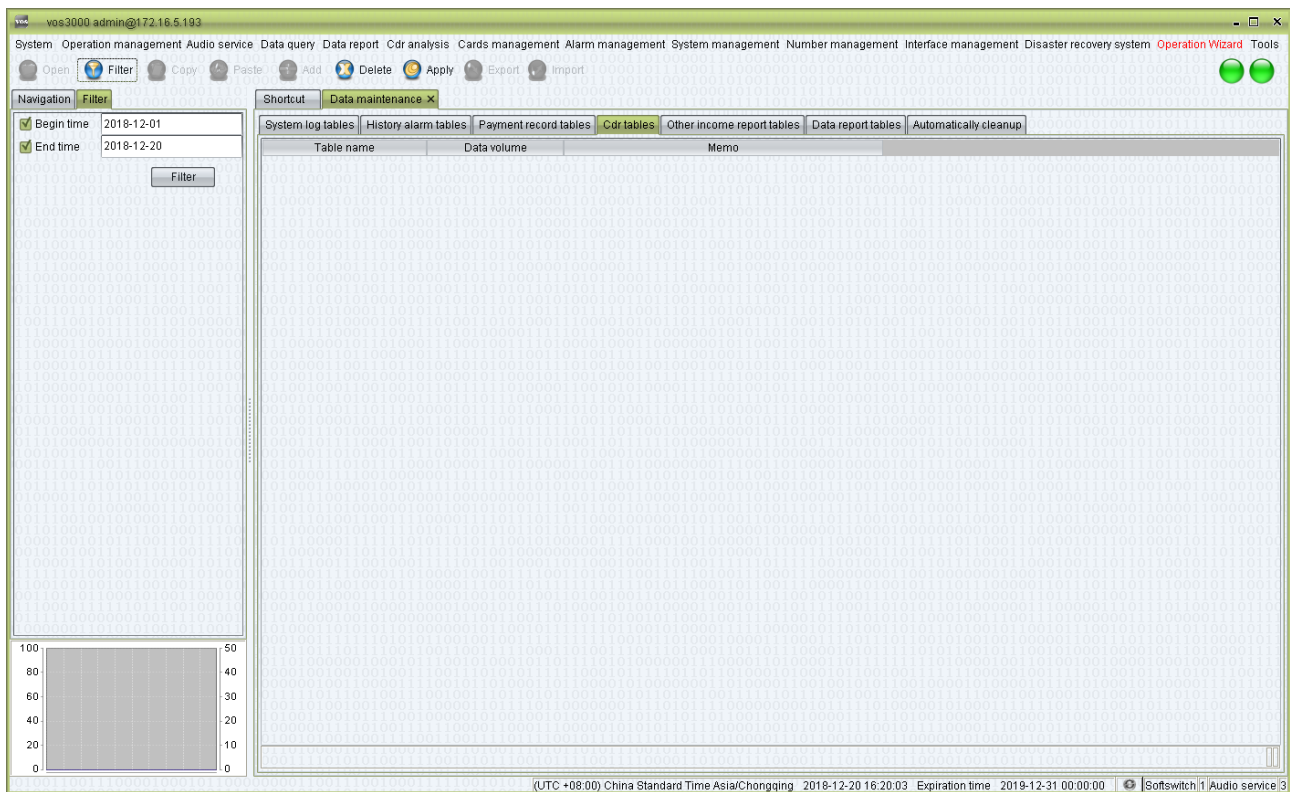 vos vos3000 admin@172.16.5.193
System Operation management Audio service Data query Data report Cdr analysis Cards management Alarm management System management Number management Interface management Disaster recovery system Operation Wizard Tools
Open Filter Copy Paste Add Delete Apply Export Import
Navigation Filter
Begin time 2018-12-01
End time 2018-12-20
Filter
Shortcut Data maintenance
System log tables History alarm tables Payment record tables Cdr tables Other income report tables Data report tables Automatically cleanup
Table name Data volume Memo
100 50
80 40
60 30
40 20
20 10
0 0
(UTC +08:00) China Standard Time Asia/Chongqing 2018-12-20 16:20:03 Expiration time 2019-12-31 00:00:00 Softswitch 1 Audio service 3